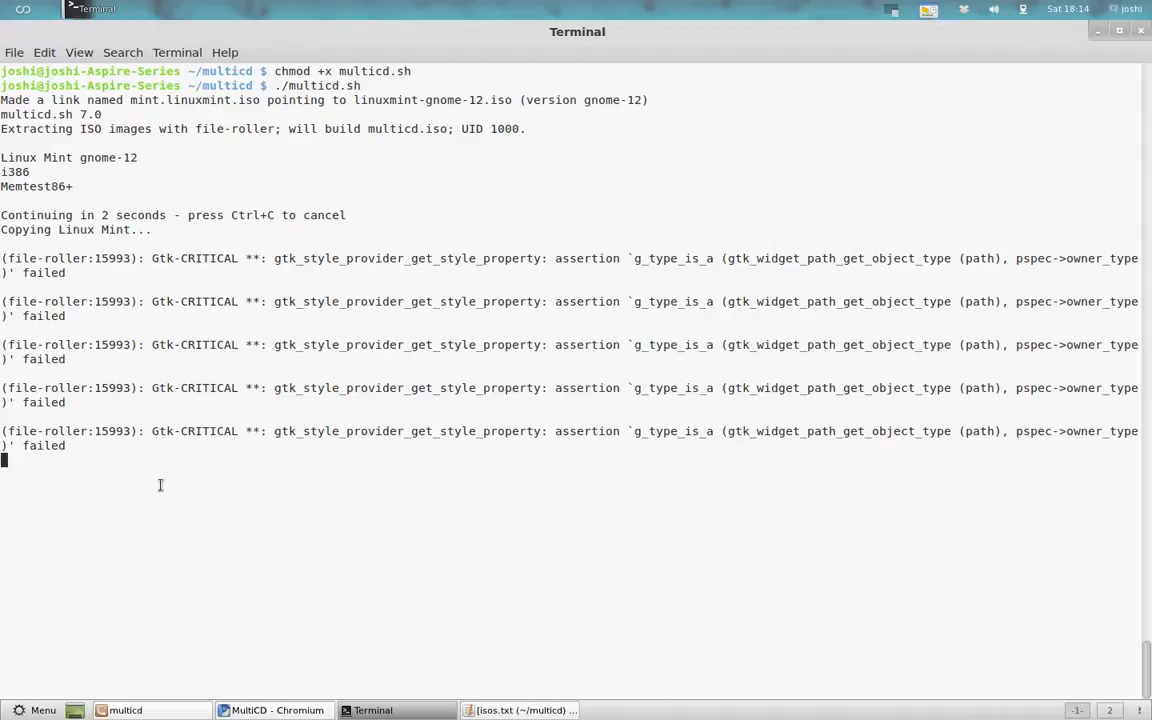 Terminal
Sat 18:14
joshi
Terminal
File Edit View Search Terminal Help
joshi@joshi-Aspire-Series ~/multicd $ chmod +x multicd.sh
joshi@joshi-Aspire-Series ~/multicd $ ./multicd.sh
Made a link named mint.linuxmint.iso pointing to linuxmint-gnome-12.iso (version gnome-12)
multicd.sh 7.0
Extracting ISO images with file-roller; will build multicd.iso; UID 1000.
Linux Mint gnome-12
i386
Memtest86+
Continuing in 2 seconds - press Ctrl+C to cancel
Copying Linux Mint...
(file-roller:15993): Gtk-CRITICAL **: gtk_style_provider_get_style_property: assertion `g_type_is_a (gtk_widget_path_get_object_type (path), pspec->owner_type
)' failed
(file-roller:15993): Gtk-CRITICAL **: gtk_style_provider_get_style_property: assertion `g_type_is_a (gtk_widget_path_get_object_type (path), pspec->owner_type
)' failed
(file-roller:15993): Gtk-CRITICAL **: gtk_style_provider_get_style_property: assertion `g_type_is_a (gtk_widget_path_get_object_type (path), pspec->owner_type
)' failed
(file-roller:15993): Gtk-CRITICAL **: gtk_style_provider_get_style_property: assertion `g_type_is_a (gtk_widget_path_get_object_type (path), pspec->owner_type
)' failed
(file-roller:15993): Gtk-CRITICAL **: gtk_style_provider_get_style_property: assertion `g_type_is_a (gtk_widget_path_get_object_type (path), pspec->owner_type
)' failed
Menu multicd MultiCD - Chromium Terminal [isos.txt (~/multicd) ... -1- 2 !